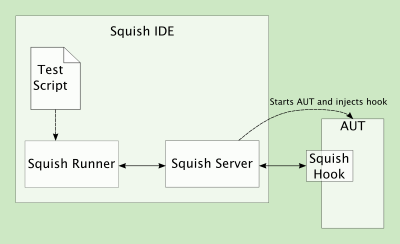 Squish IDE
Test
Script
Starts AUT and injects hook
AUT
Squish Runner
Squish Server
Squish
Hook